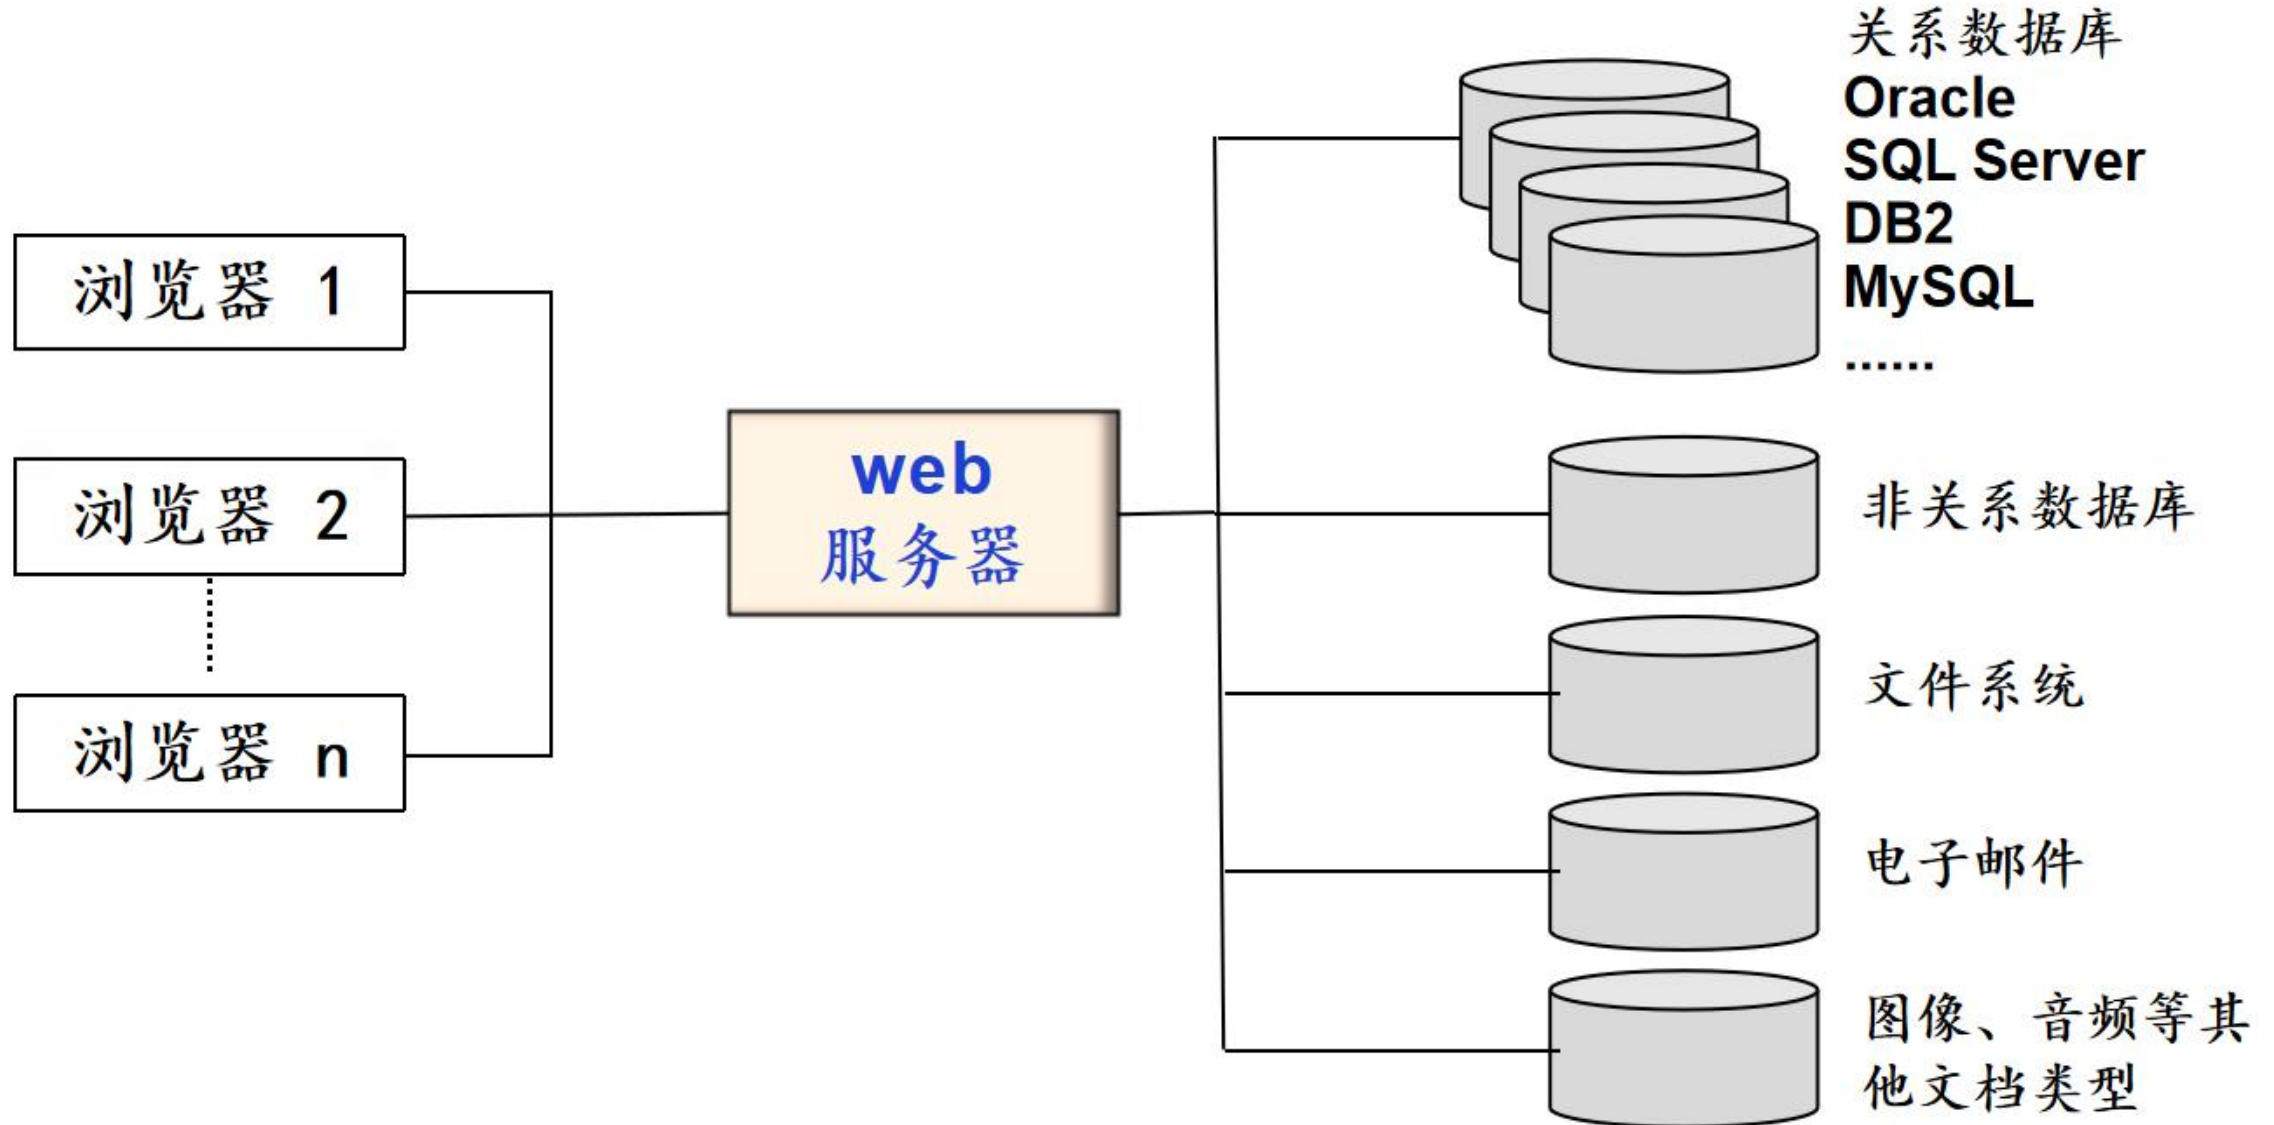 浏览器 1
浏览器 2
浏览器 n
web
服务器
关系数据库
Oracle
SQL Server
DB2
MySQL
......
非关系数据库
文件系统
电子邮件
图像、音频等其
他文档类型